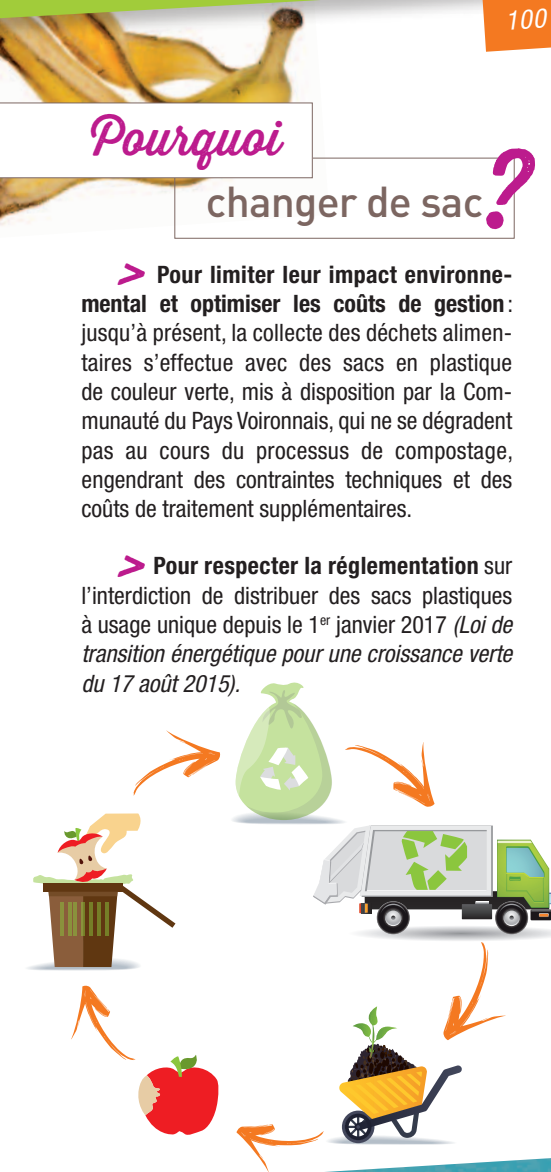 100
Pourquoi
changer de sac ?
> Pour limiter leur impact environne-
mental et optimiser les coûts de gestion :
jusqu'à présent, la collecte des déchets alimen-
taires s'effectue avec des sacs en plastique
de couleur verte, mis à disposition par la Com-
munauté du Pays Voironnais, qui ne se dégradent
pas au cours du processus de compostage,
engendrant des contraintes techniques et des
coûts de traitement supplémentaires.
> Pour respecter la réglementation sur
l'interdiction de distribuer des sacs plastiques
à usage unique depuis le 1er janvier 2017 (Loi de
transition énergétique pour une croissance verte
du 17 août 2015).